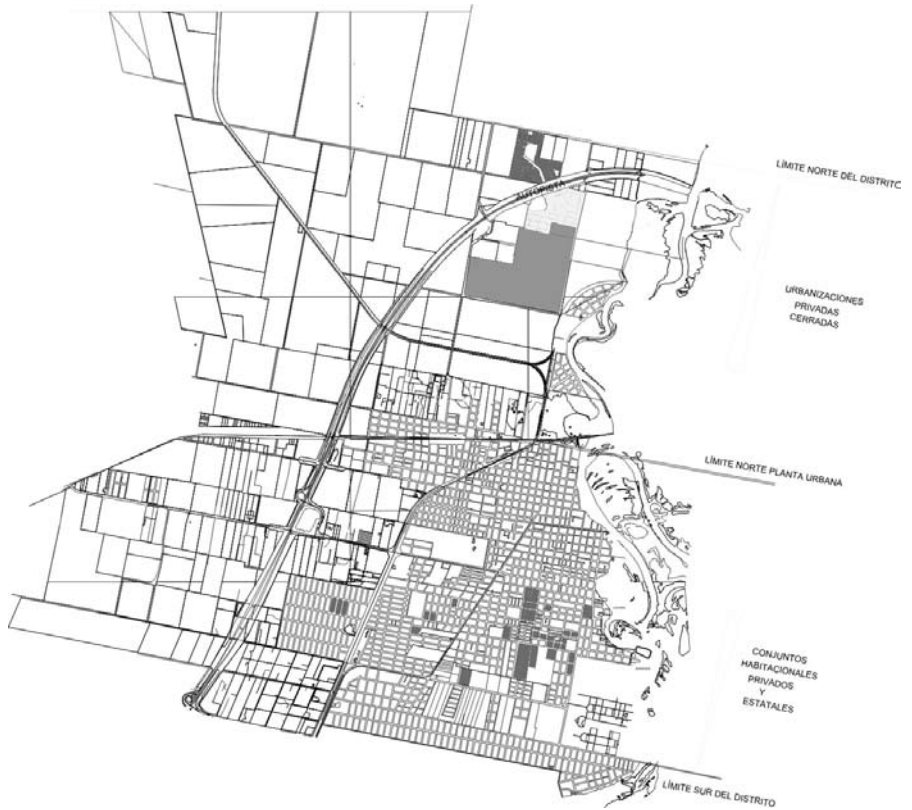 LÍMITE NORTE DEL DISTRITO
AUTOPISTA
URBANIZACIONES
PRIVADAS
CERRADAS
LÍMITE NORTE PLANTA URBANA
CONJUNTOS
HABITACIONALES
PRIVADOS
Y
ESTATALES
LÍMITE SUR DEL DISTRITO